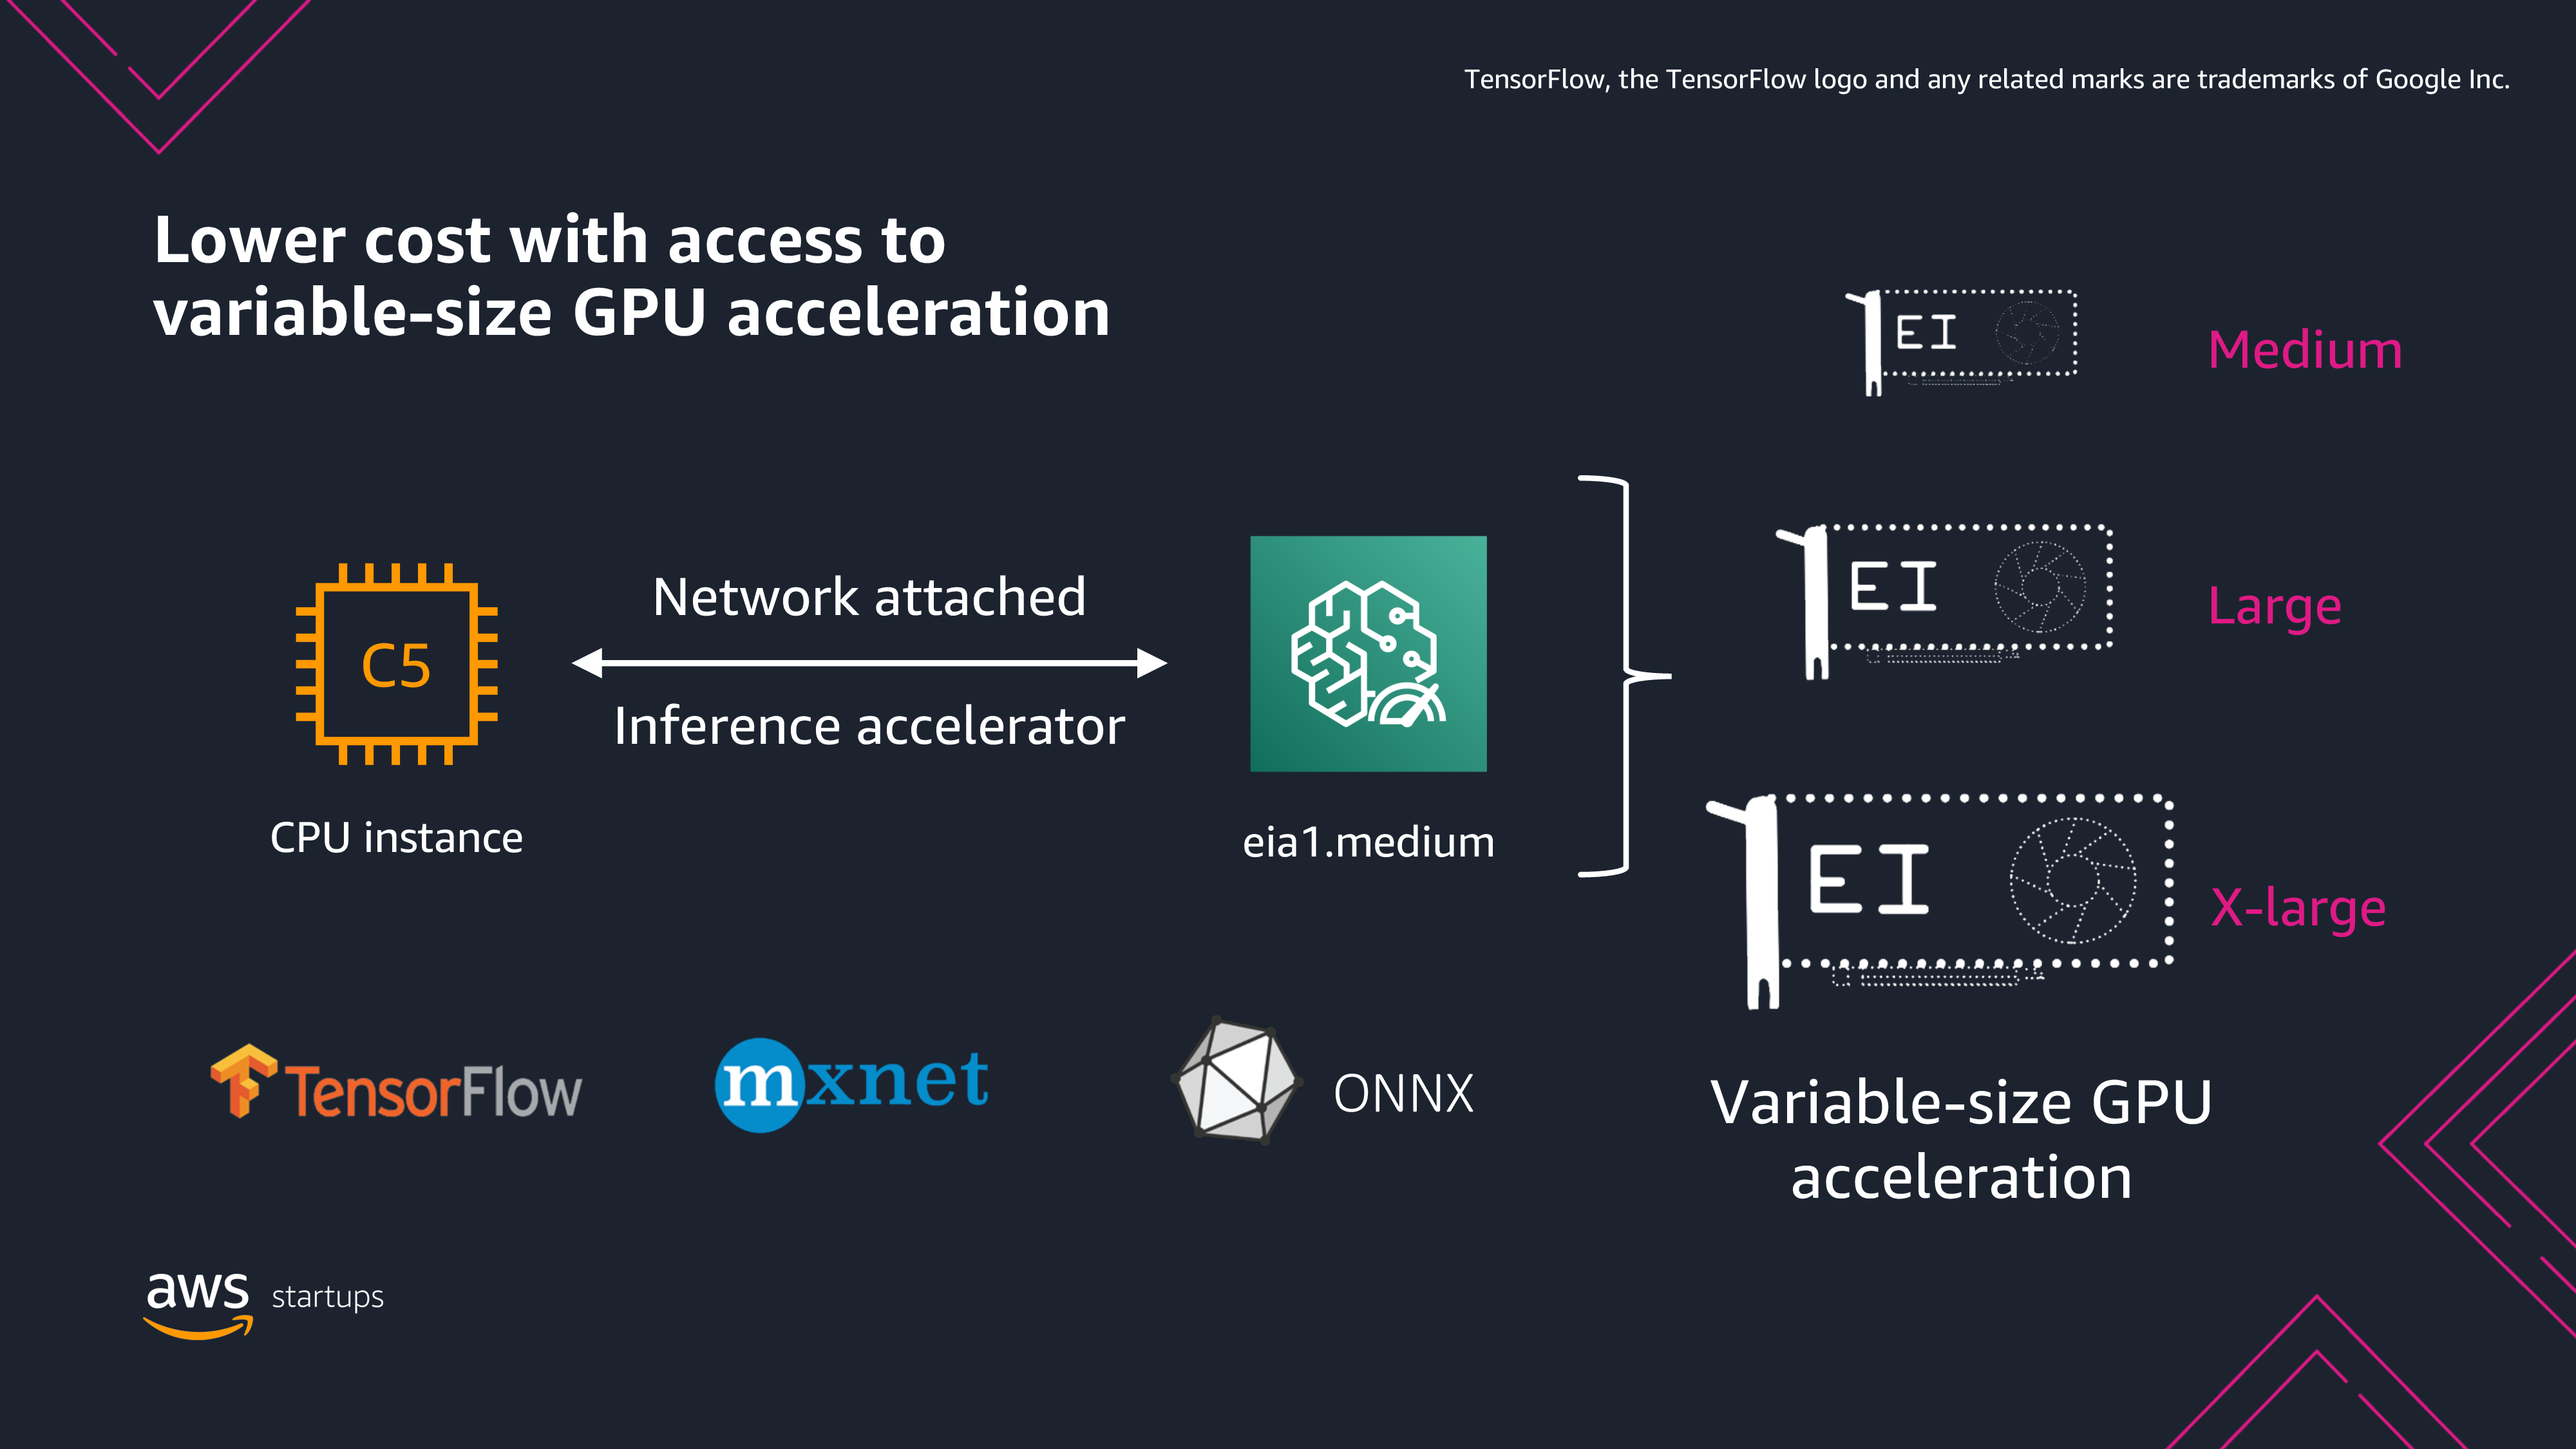 TensorFlow, the TensorFlow logo and any related marks are trademarks of Google Inc.
Lower cost with access to
variable-size GPU acceleration
EI
Medium
C5
CPU instance
Network attached
Inference accelerator
eia1.medium
EI
Large
EI
X-large
TensorFlow
mxnet
ONNX
Variable-size GPU
acceleration
aws startups